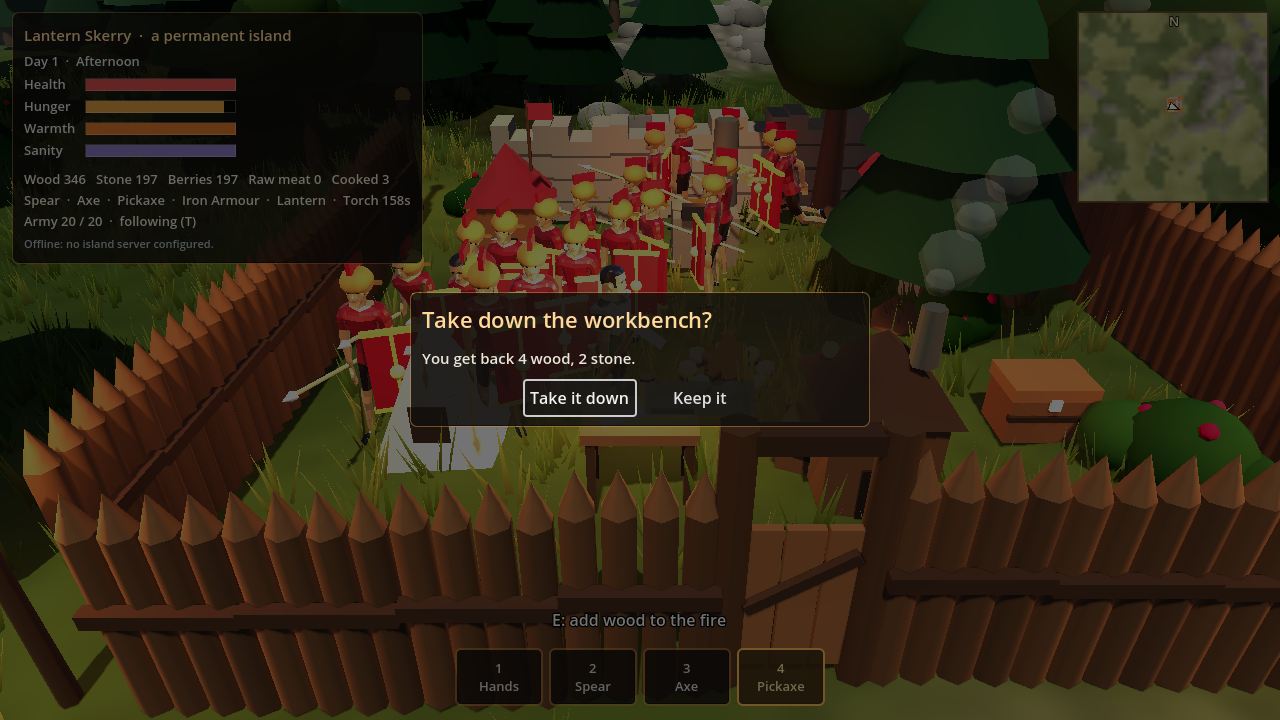 Lantern Skerry · a permanent island
Day 1 · Afternoon
Health
Hunger
Warmth
Sanity
Wood 346 Stone 197 Berries 197 Raw meat 0 Cooked 3
Spear · Axe · Pickaxe · Iron Armour · Lantern · Torch 158s
Army 20 / 20 · following (T)
Offline: no island server configured.
N
Take down the workbench?
You get back 4 wood, 2 stone.
Take it down Keep it
E: add wood to the fire
1 2 3 4
Hands Spear Axe Pickaxe